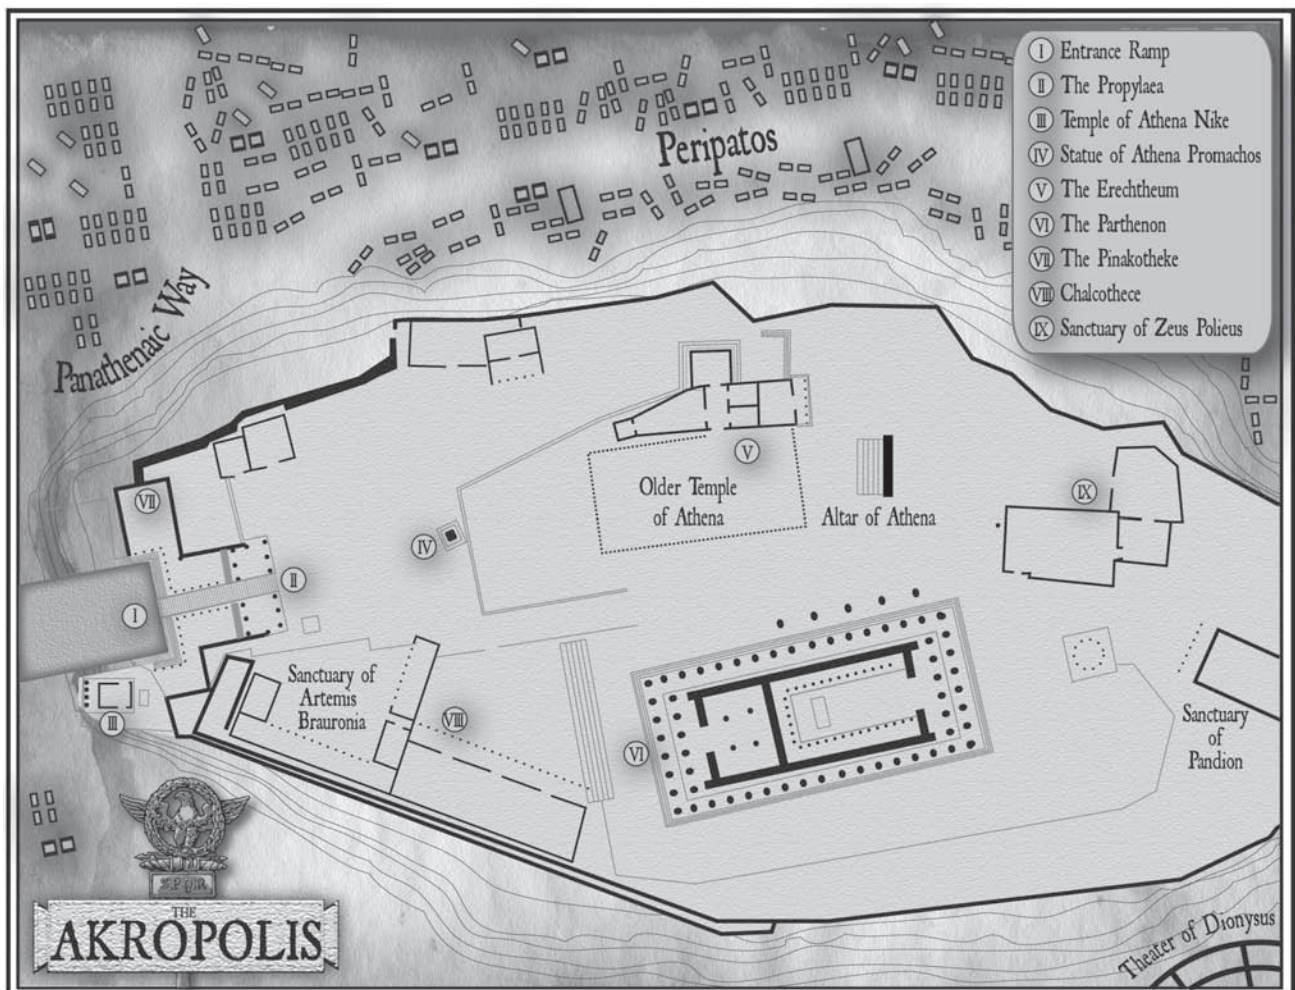 I Entrance Ramp
II The Propylaea
III Temple of Athena Nike
IV Statue of Athena Promachos
V The Erechtheum
VI The Parthenon
VII The Pinakotheke
VIII Chalcothece
IX Sanctuary of Zeus Polieus
Peripatos
Panathenaic Way
VII
V
Older Temple
of Athena
Altar of Athena
IX
IV
II
I
Sanctuary of
Artemis
Brauronia
III
VIII
VI
Sanctuary
of
Pandion
S.P.Q.R
THE
AKROPOLIS
Theater of Dionysus